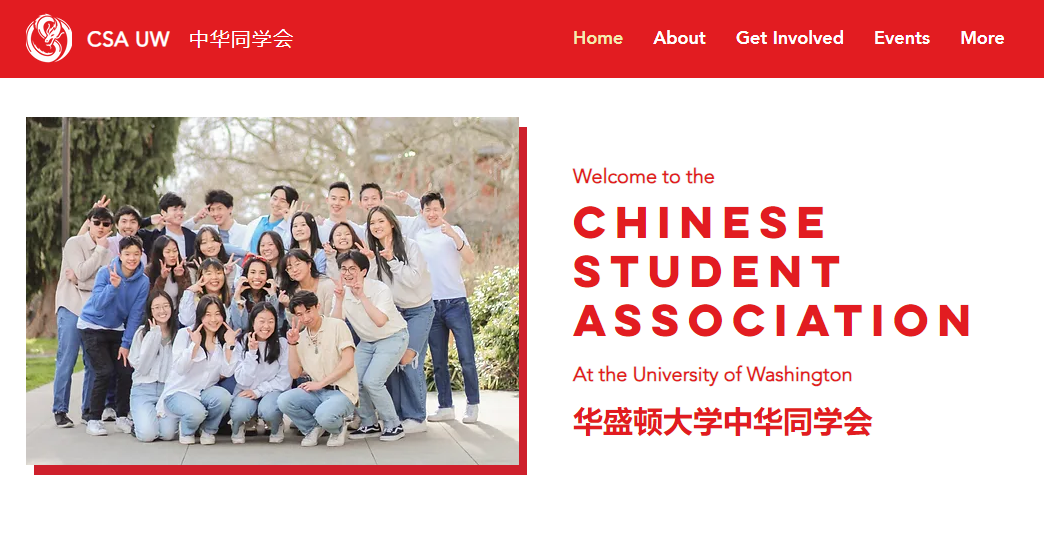 CSA UW 中华同学会
Home About Get Involved Events More
Welcome to the
CHINESE
STUDENT
ASSOCIATION
At the University of Washington
华盛顿大学中华同学会